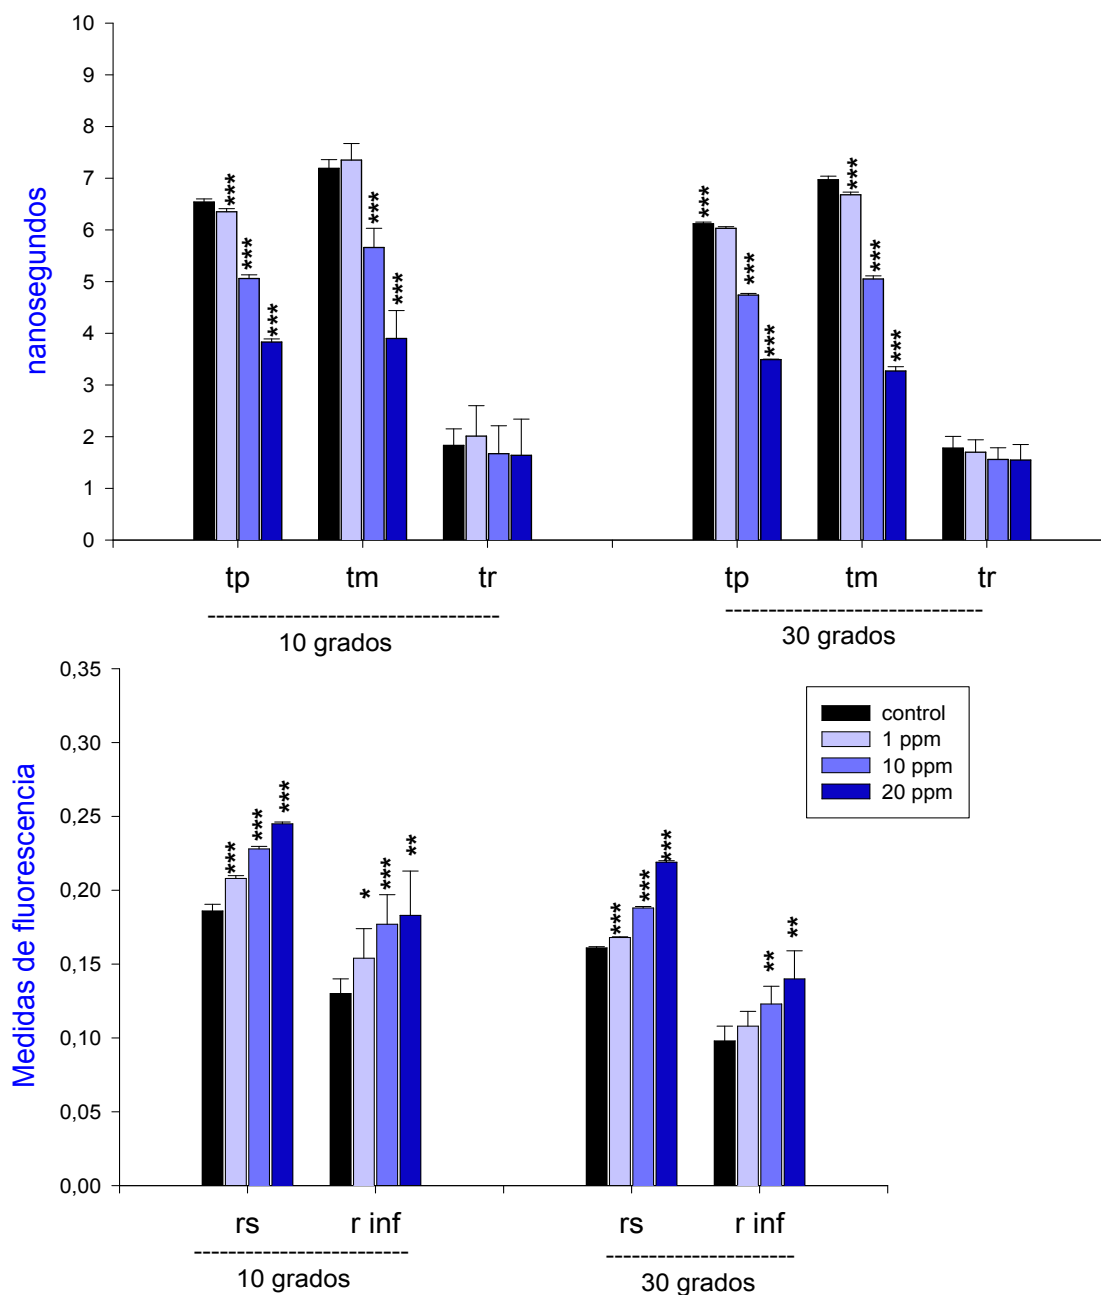 10
9
8
7
6
5
4
3
2
1
0
nanosegundos
*** *** *** *** *** *** *** *** *** *** ***
tp tm tr tp tm tr
10 grados 30 grados
0,35
0,30
0,25
0,20
0,15
0,10
0,05
0,00
Medidas de fluorescencia
control
1 ppm
10 ppm
20 ppm
*** *** *** * *** ** *** *** *** ** **
rs r inf rs r inf
10 grados 30 grados